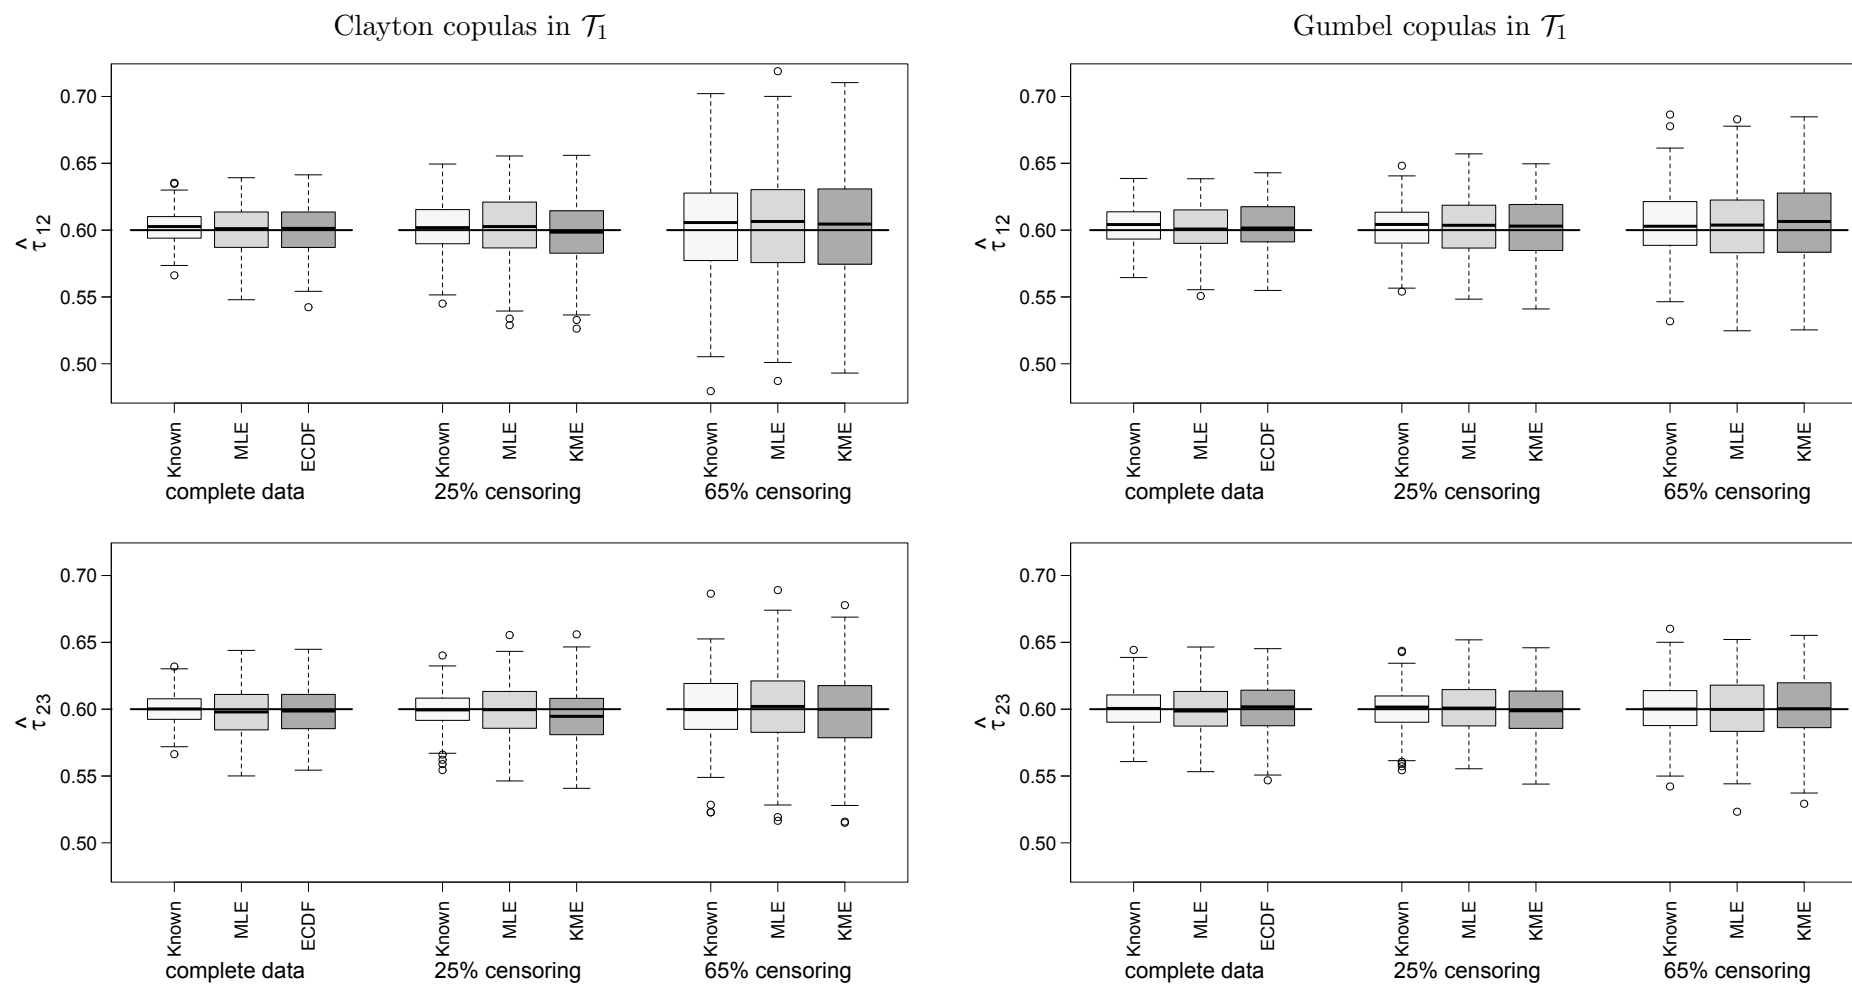 Clayton copulas in 𝒯₁
Gumbel copulas in 𝒯₁
τ̂ 12
0.70
0.65
0.60
0.55
0.50
Known
MLE
ECDF
Known
MLE
KME
Known
MLE
KME
complete data
25% censoring
65% censoring
τ̂ 12
0.70
0.65
0.60
0.55
0.50
Known
MLE
ECDF
Known
MLE
KME
Known
MLE
KME
complete data
25% censoring
65% censoring
τ̂ 23
0.70
0.65
0.60
0.55
0.50
Known
MLE
ECDF
Known
MLE
KME
Known
MLE
KME
complete data
25% censoring
65% censoring
τ̂ 23
0.70
0.65
0.60
0.55
0.50
Known
MLE
ECDF
Known
MLE
KME
Known
MLE
KME
complete data
25% censoring
65% censoring